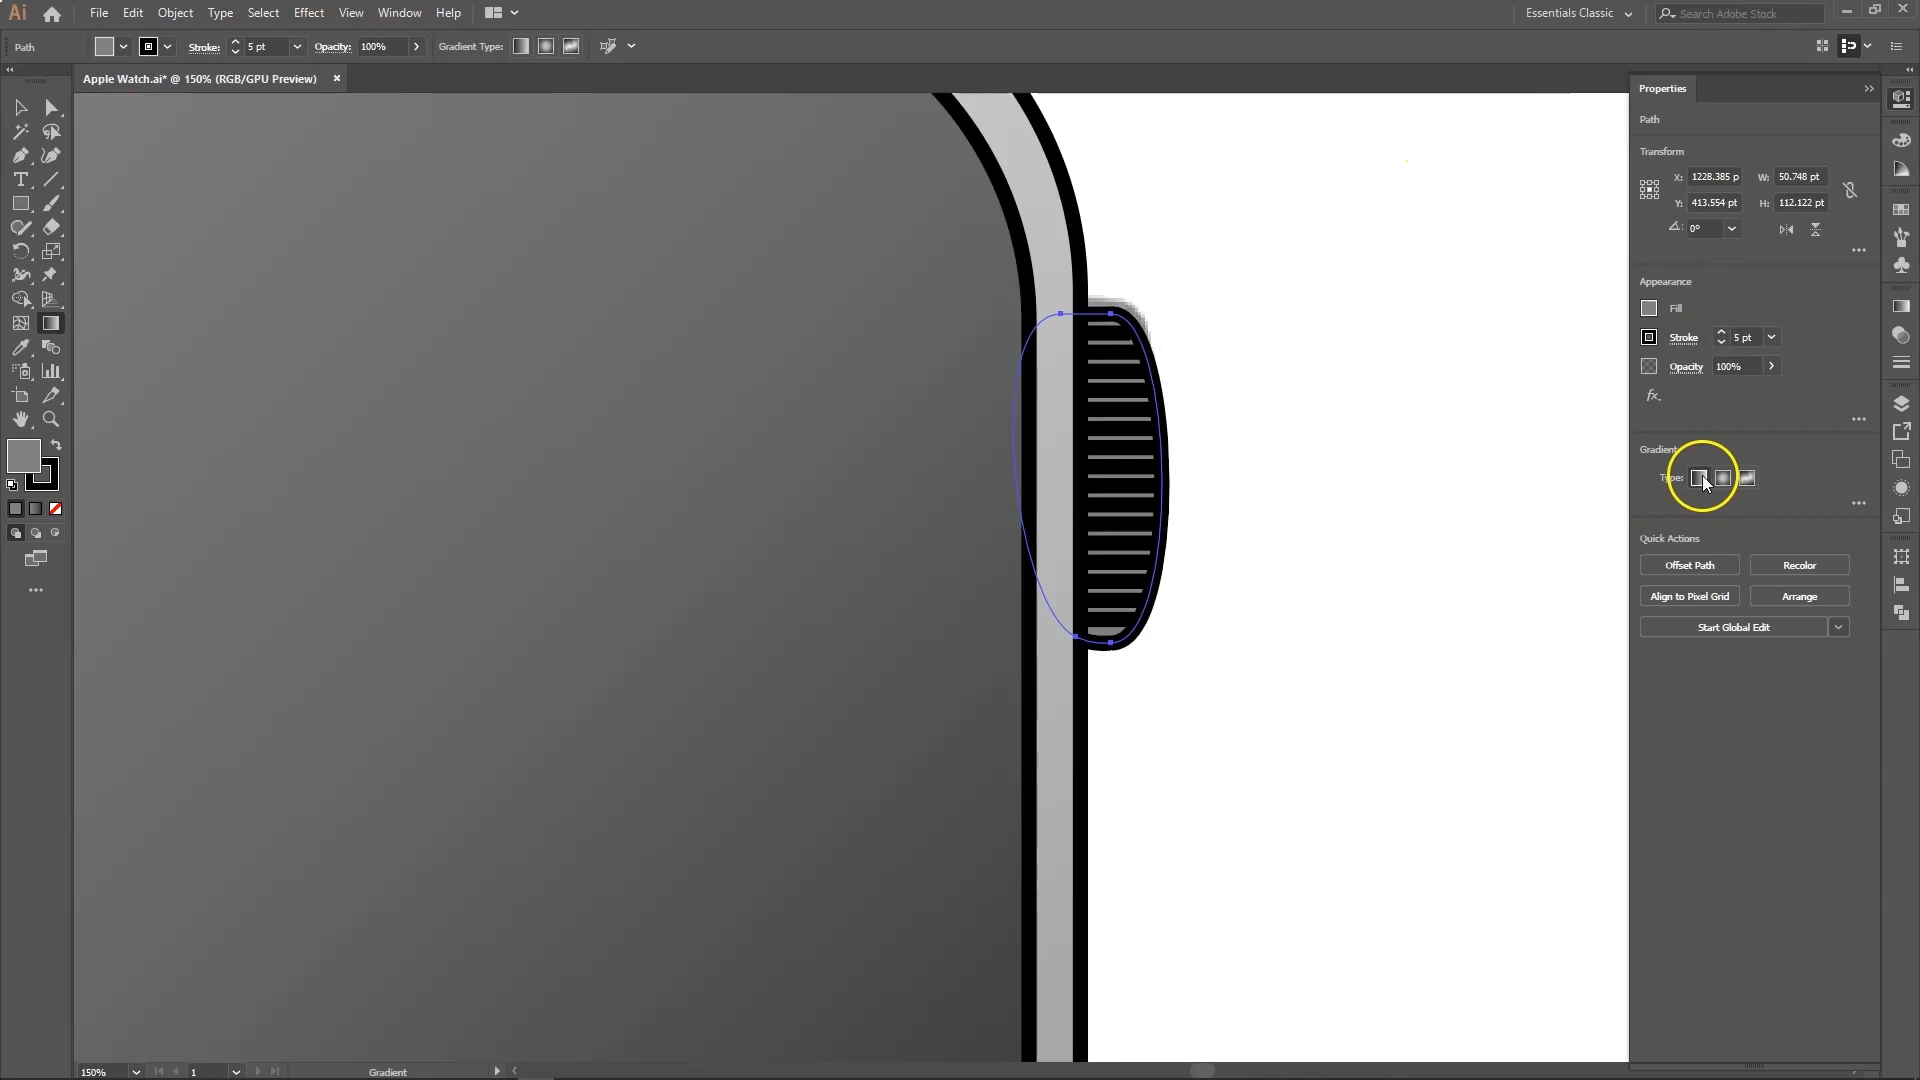 Ai File Edit Object Type Select Effect View Window Help Essentials Classic Search Adobe Stock
Path Stroke: 5 pt Opacity: 100% Gradient Type:
Apple Watch.ai* @ 150% (RGB/GPU Preview) ×
Properties
Path
Transform
X: 1228.385 p W: 50.748 pt
Y: 413.554 pt H: 112.122 pt
0°
Appearance
Fill
Stroke 5 pt
Opacity 100%
fx.
Gradient
Type:
Quick Actions
Offset Path Recolor
Align to Pixel Grid Arrange
Start Global Edit
150% 1 Gradient